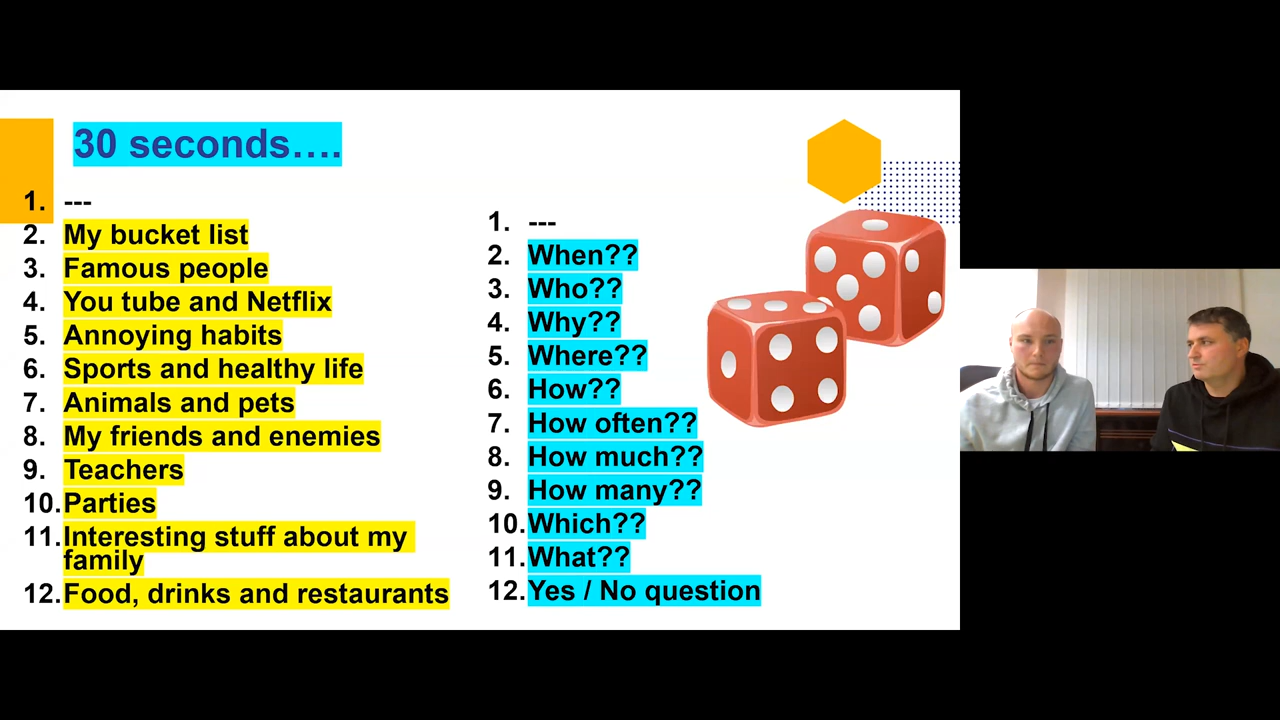 30 seconds….
1. ---
2. My bucket list
3. Famous people
4. You tube and Netflix
5. Annoying habits
6. Sports and healthy life
7. Animals and pets
8. My friends and enemies
9. Teachers
10. Parties
11. Interesting stuff about my
family
12. Food, drinks and restaurants
1. ---
2. When??
3. Who??
4. Why??
5. Where??
6. How??
7. How often??
8. How much??
9. How many??
10. Which??
11. What??
12. Yes / No question